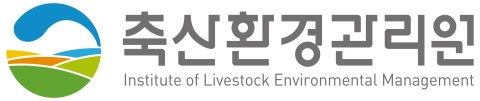 축산환경관리원
Institute of Livestock Environmental Management